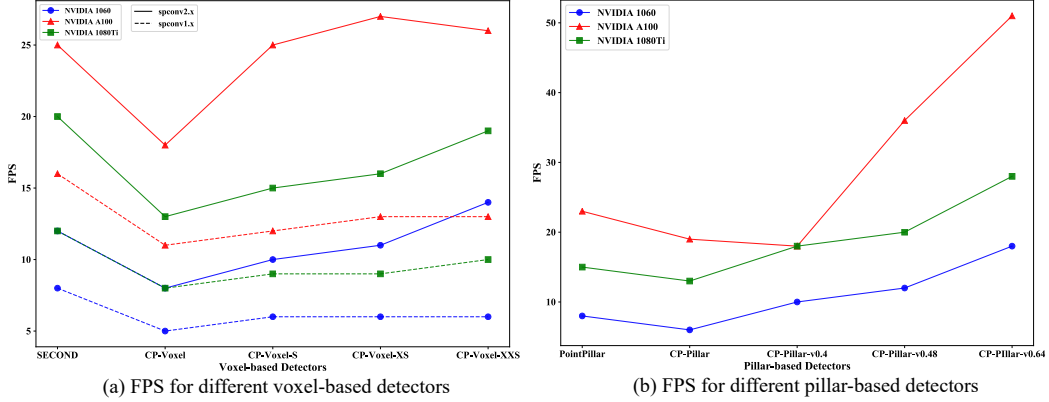 NVIDIA 1060
NVIDIA A100
NVIDIA 1080Ti
spconv2.x
spconv1.x
25
20
15
10
5
FPS
SECOND
CP-Voxel
CP-Voxel-S
CP-Voxel-XS
CP-Voxel-XXS
Voxel-based Detectors
(a) FPS for different voxel-based detectors
NVIDIA 1060
NVIDIA A100
NVIDIA 1080Ti
50
40
30
20
10
FPS
PointPillar
CP-Pillar
CP-Pillar-v0.4
CP-Pillar-v0.48
CP-PIllar-v0.64
Pillar-based Detectors
(b) FPS for different pillar-based detectors